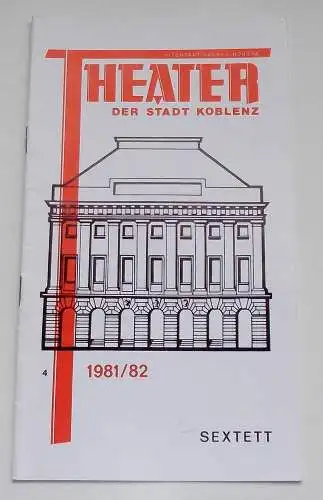 THEATER
DER STADT KOBLENZ
4
1981/82
SEXTETT